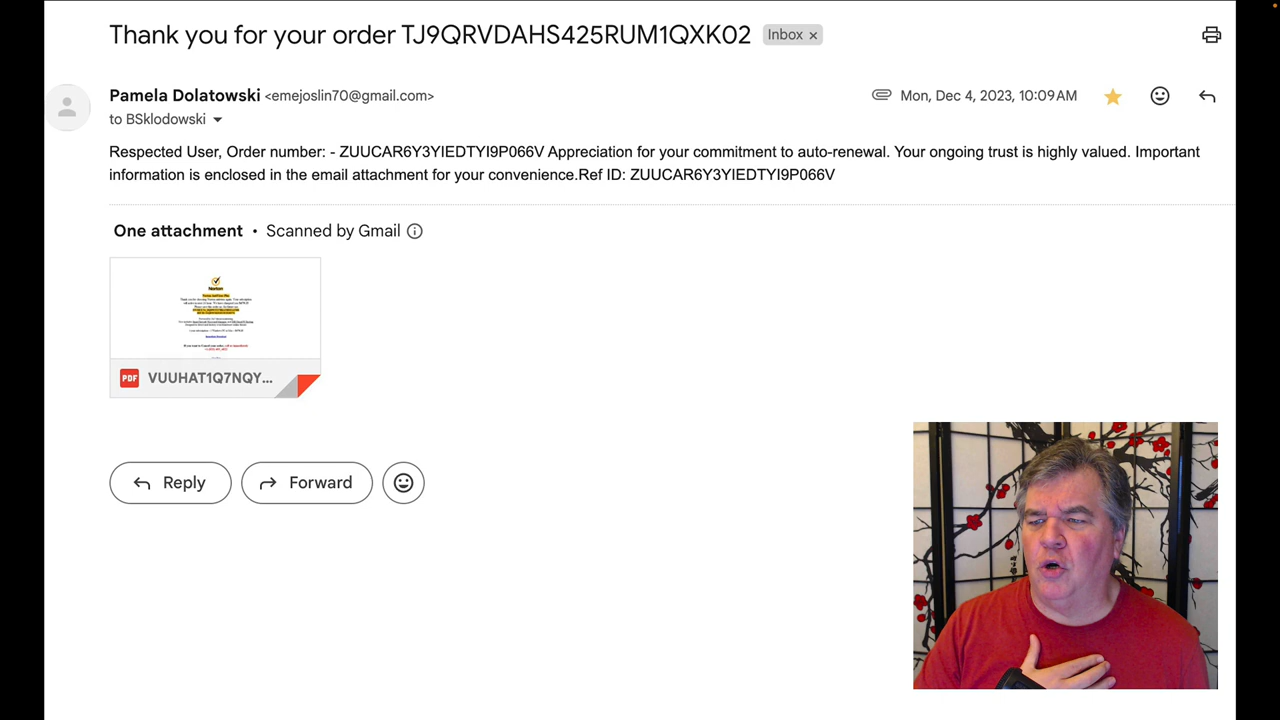 Thank you for your order TJ9QRVDAHS425RUM1QXK02 Inbox ×
Pamela Dolatowski <emejoslin70@gmail.com> Mon, Dec 4, 2023, 10:09 AM
to BSklodowski
Respected User, Order number: - ZUUCAR6Y3YIEDTYI9P066V Appreciation for your commitment to auto-renewal. Your ongoing trust is highly valued. Important
information is enclosed in the email attachment for your convenience.Ref ID: ZUUCAR6Y3YIEDTYI9P066V
One attachment • Scanned by Gmail
Norton
PDF VUUHAT1Q7NQY...
Reply Forward